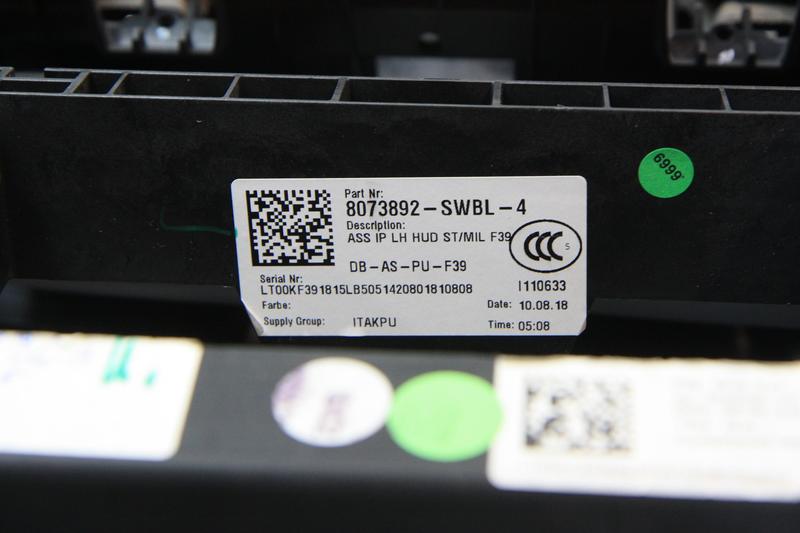 6999
Part Nr:
8073892-SWBL-4
Description:
ASS IP LH HUD ST/MIL F39
CCC S
DB-AS-PU-F39
Serial Nr:
LT00KF391815LB5051420801810808
I110633
Farbe:
Date: 10.08.18
Supply Group: ITAKPU
Time: 05:08